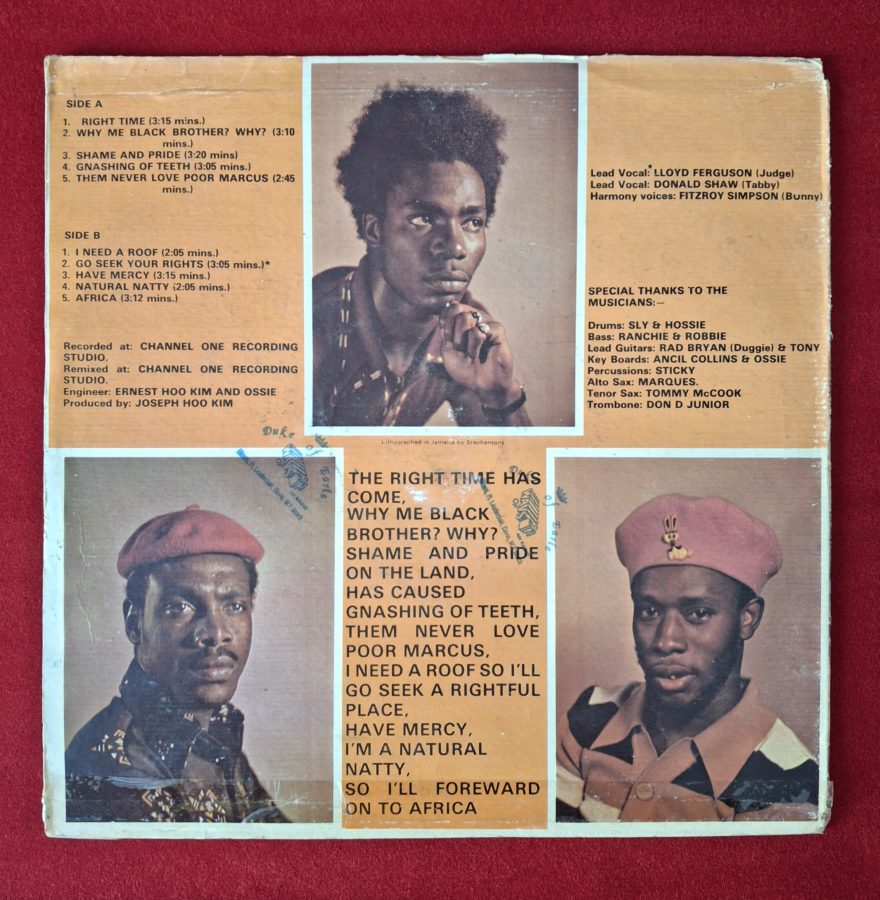 SIDE A
1. RIGHT TIME (3:15 mins.)
2. WHY ME BLACK BROTHER? WHY? (3:10
mins.)
3. SHAME AND PRIDE (3:20 mins)
4. GNASHING OF TEETH (3:05 mins.)
5. THEM NEVER LOVE POOR MARCUS (2:45
mins.)
SIDE B
1. I NEED A ROOF (2:05 mins.)
2. GO SEEK YOUR RIGHTS (3:05 mins.)*
3. HAVE MERCY (3:15 mins.)
4. NATURAL NATTY (2:05 mins.)
5. AFRICA (3:12 mins.)
Recorded at: CHANNEL ONE RECORDING
STUDIO.
Remixed at: CHANNEL ONE RECORDING
STUDIO.
Engineer: ERNEST HOO KIM AND OSSIE
Produced by: JOSEPH HOO KIM
Lead Vocal: LLOYD FERGUSON (Judge)
Lead Vocal: DONALD SHAW (Tabby)
Harmony voices: FITZROY SIMPSON (Bunny)
SPECIAL THANKS TO THE
MUSICIANS:—
Drums: SLY & HOSSIE
Bass: RANCHIE & ROBBIE
Lead Guitars: RAD BRYAN (Duggie) & TONY
Key Boards: ANCIL COLLINS & OSSIE
Percussions: STICKY
Alto Sax: MARQUES.
Tenor Sax: TOMMY McCOOK
Trombone: DON D JUNIOR
Lithographed in Jamaica by Stephensons
Duke of Earle
Duke of Earle
THE RIGHT TIME HAS
COME,
WHY ME BLACK
BROTHER? WHY?
SHAME AND PRIDE
ON THE LAND,
HAS CAUSED
GNASHING OF TEETH,
THEM NEVER LOVE
POOR MARCUS,
I NEED A ROOF SO I'LL
GO SEEK A RIGHTFUL
PLACE,
HAVE MERCY,
I'M A NATURAL
NATTY,
SO I'LL FOREWARD
ON TO AFRICA